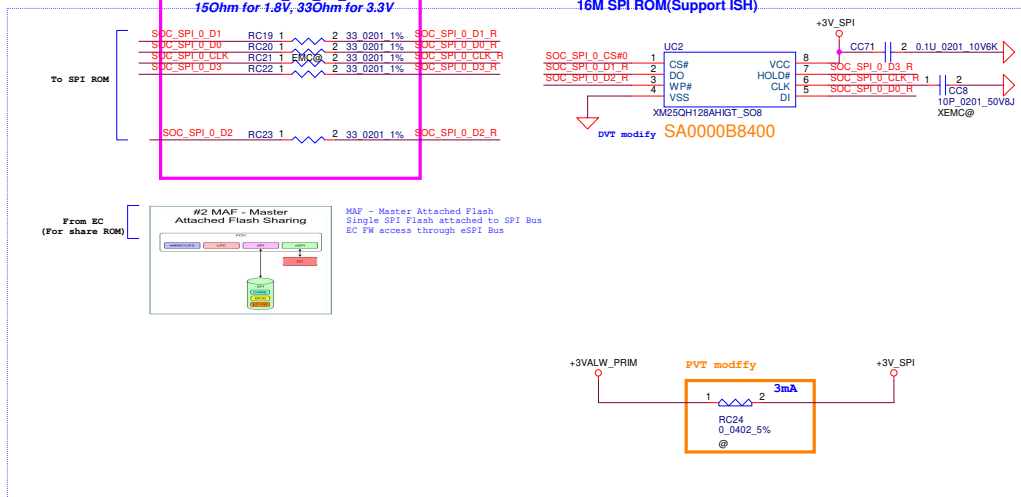 15Ohm for 1.8V, 33Ohm for 3.3V
16M SPI ROM(Support ISH)
To SPI ROM
SOC_SPI_0_D1 RC19 1 2 33_0201_1% SOC_SPI_0_D1_R
SOC_SPI_0_D0 RC20 1 2 33_0201_1% SOC_SPI_0_D0_R
SOC_SPI_0_CLK RC21 1 EMC@ 2 33_0201_1% SOC_SPI_0_CLK_R
SOC_SPI_0_D3 RC22 1 2 33_0201_1% SOC_SPI_0_D3_R
SOC_SPI_0_D2 RC23 1 2 33_0201_1% SOC_SPI_0_D2_R
+3V_SPI
CC71 2 0.1U_0201_10V6K
UC2
SOC_SPI_0_CS#0 1 CS# VCC 8
SOC_SPI_0_D1_R 2 DO HOLD# 7 SOC_SPI_0_D3_R
SOC_SPI_0_D2_R 3 WP# CLK 6 SOC_SPI_0_CLK_R 1 2
4 VSS DI 5 SOC_SPI_0_D0_R
CC8
10P_0201_50V8J
XEMC@
XM25QH128AHIGT_SO8
DVT modify SA0000B8400
From EC
(For share ROM)
#2 MAF - Master
Attached Flash Sharing
LPC
SPI
eSPI
EC
SPI
MAF - Master Attached Flash
Single SPI Flash attached to SPI Bus
EC FW access through eSPI Bus
+3VALW_PRIM
PVT modffy
+3V_SPI
3mA
1 2
RC24
0_0402_5%
@